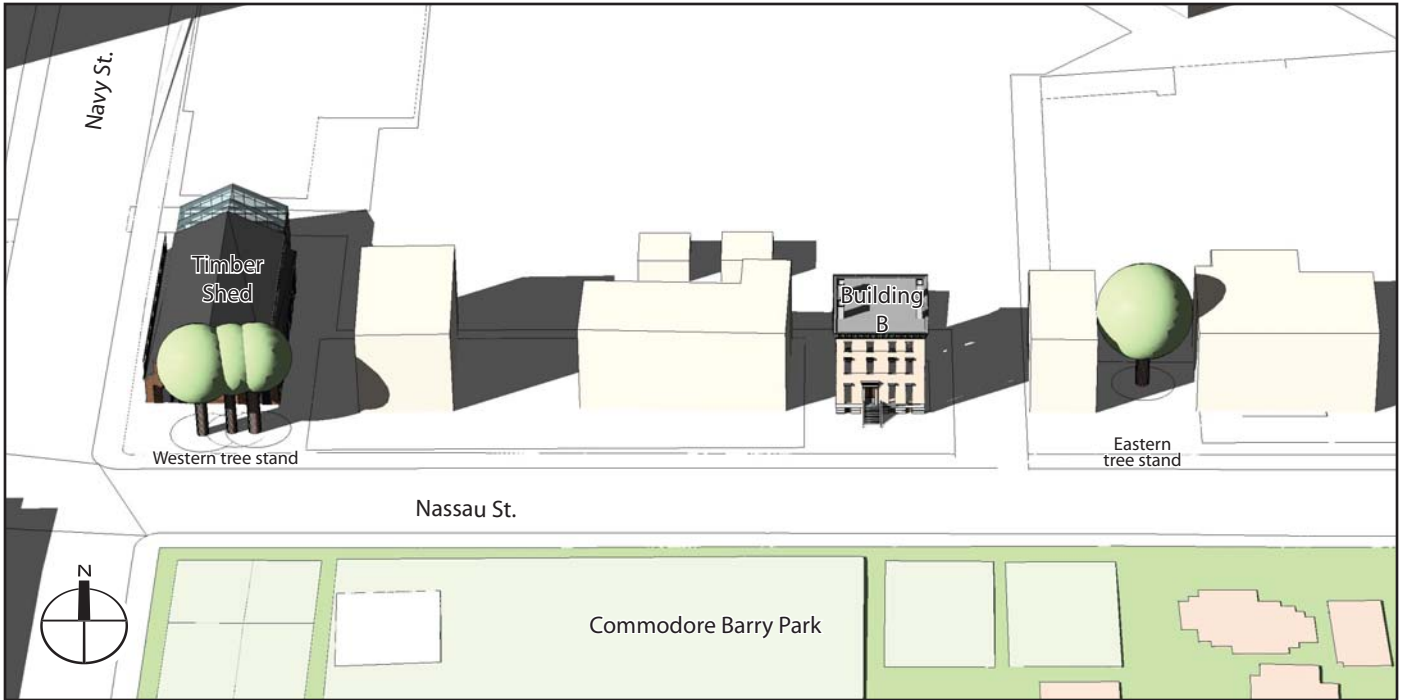 Navy St.
Timber
Shed
Building
B
Western tree stand
Eastern
tree stand
Nassau St.
N
Commodore Barry Park